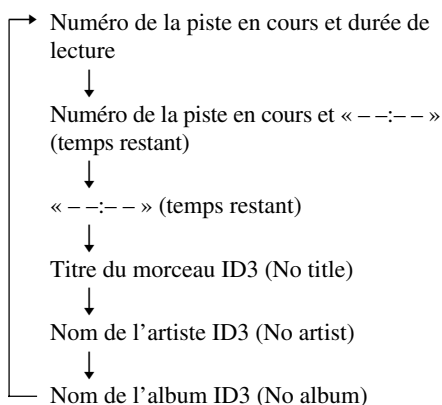 Numéro de la piste en cours et durée de
lecture
Numéro de la piste en cours et « – –:– – »
(temps restant)
« – –:– – » (temps restant)
Titre du morceau ID3 (No title)
Nom de l’artiste ID3 (No artist)
Nom de l’album ID3 (No album)